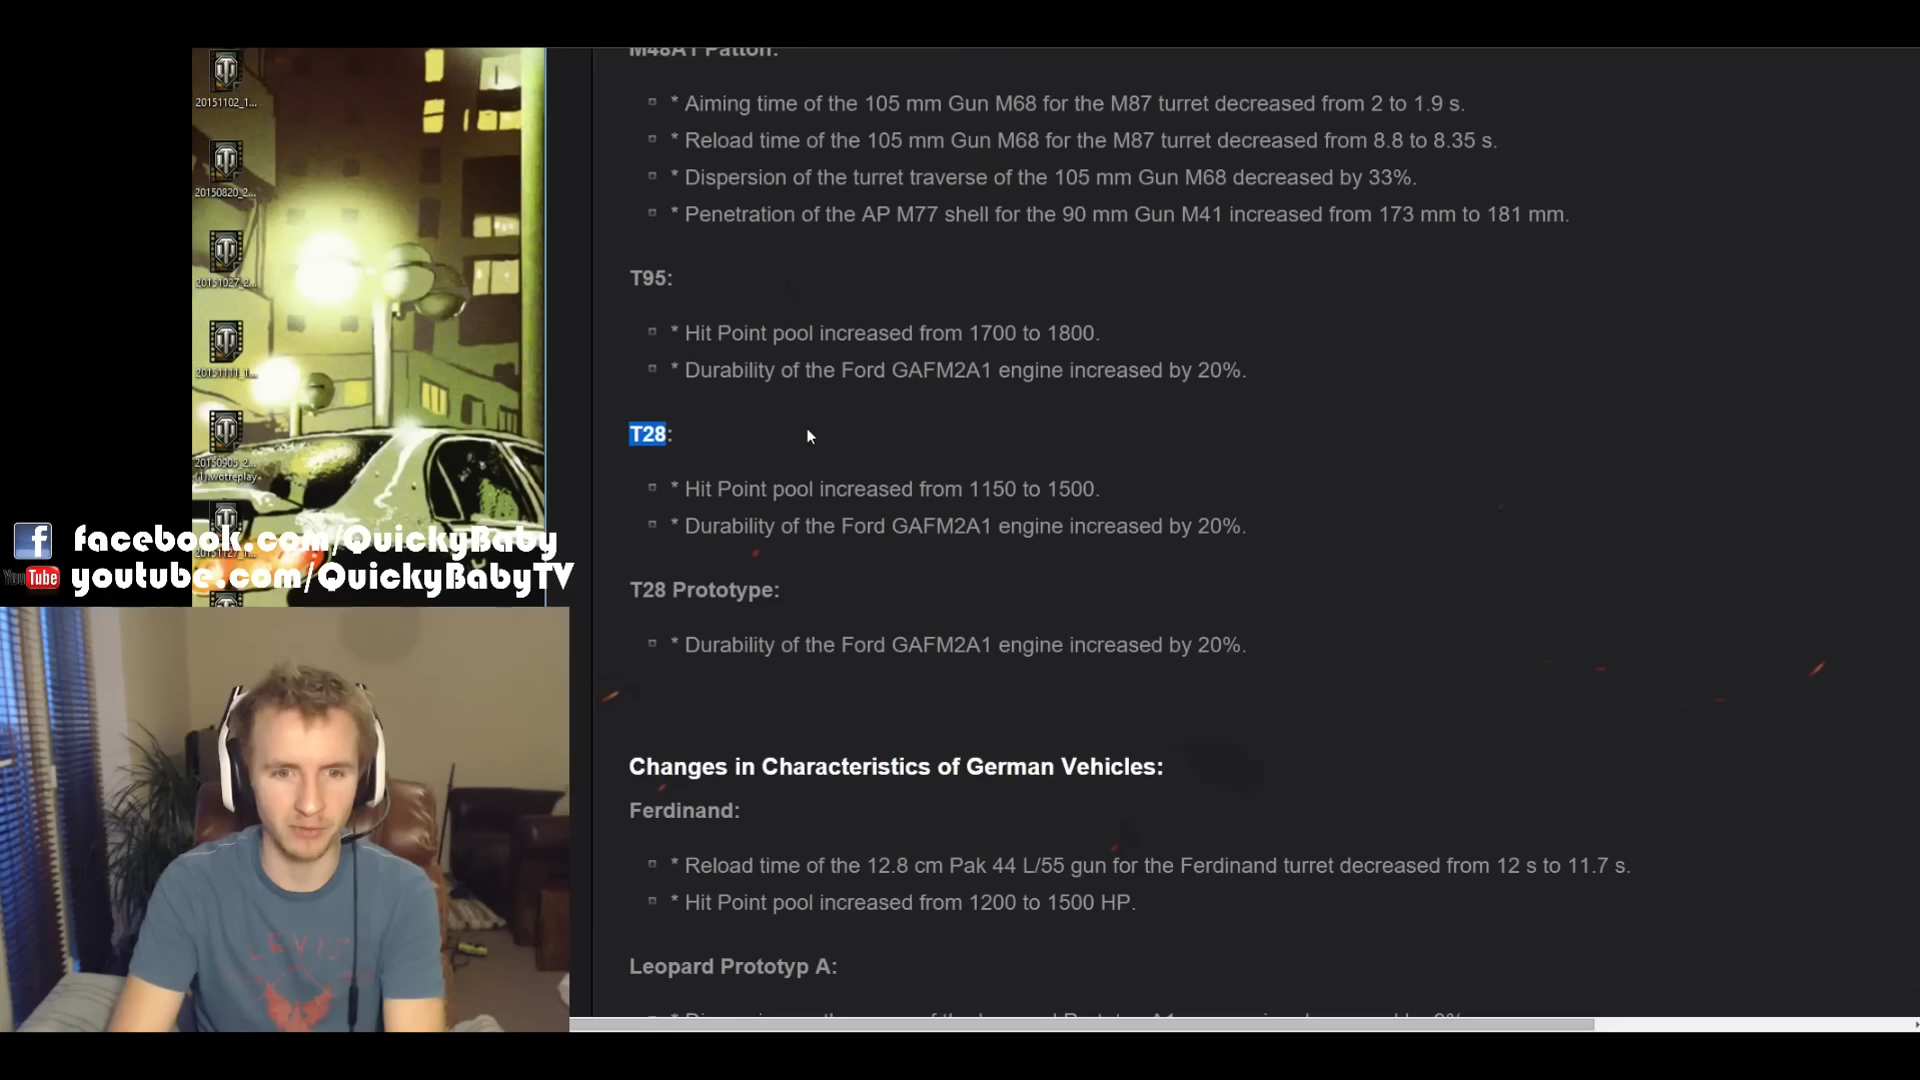 M48A1 Patton:
* Aiming time of the 105 mm Gun M68 for the M87 turret decreased from 2 to 1.9 s.
* Reload time of the 105 mm Gun M68 for the M87 turret decreased from 8.8 to 8.35 s.
* Dispersion of the turret traverse of the 105 mm Gun M68 decreased by 33%.
* Penetration of the AP M77 shell for the 90 mm Gun M41 increased from 173 mm to 181 mm.
T95:
* Hit Point pool increased from 1700 to 1800.
* Durability of the Ford GAFM2A1 engine increased by 20%.
T28:
* Hit Point pool increased from 1150 to 1500.
* Durability of the Ford GAFM2A1 engine increased by 20%.
T28 Prototype:
* Durability of the Ford GAFM2A1 engine increased by 20%.
Changes in Characteristics of German Vehicles:
Ferdinand:
* Reload time of the 12.8 cm Pak 44 L/55 gun for the Ferdinand turret decreased from 12 s to 11.7 s.
* Hit Point pool increased from 1200 to 1500 HP.
Leopard Prototyp A:
20151102_1...
20150820_2...
20151027_2...
20151111_1...
20150905_2...
(1).wotreplay
f facebook.com/QuickyBaby
YouTube youtube.com/QuickyBabyTV
LEVI'S